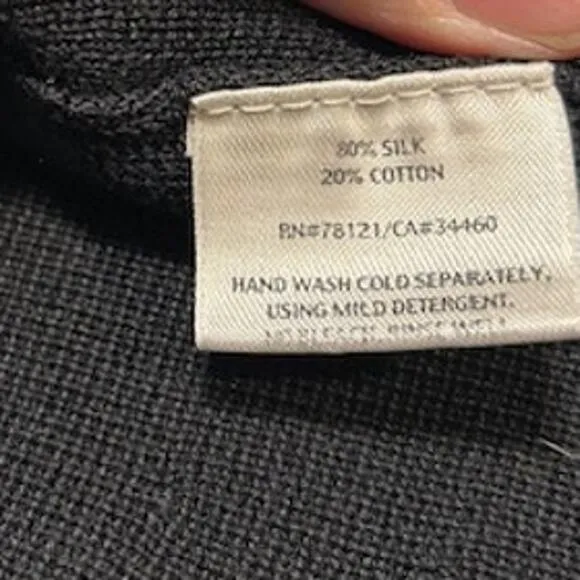 80% SILK
20% COTTON
RN#78121/CA#34460
HAND WASH COLD SEPARATELY,
USING MILD DETERGENT.